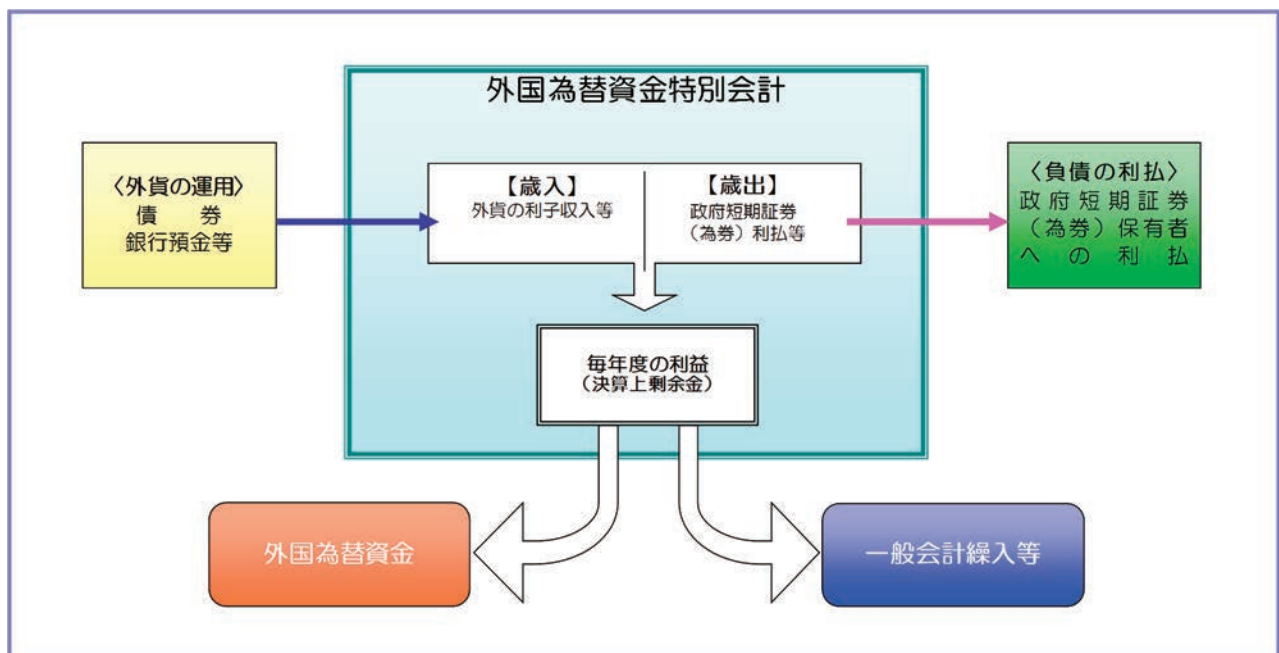 外国為替資金特別会計
〈外貨の運用〉
債券
銀行預金等
【歳入】
外貨の利子収入等
【歳出】
政府短期証券
（為券）利払等
〈負債の利払〉
政府短期証券
（為券）保有者
への利払
毎年度の利益
（決算上剰余金）
外国為替資金
一般会計繰入等